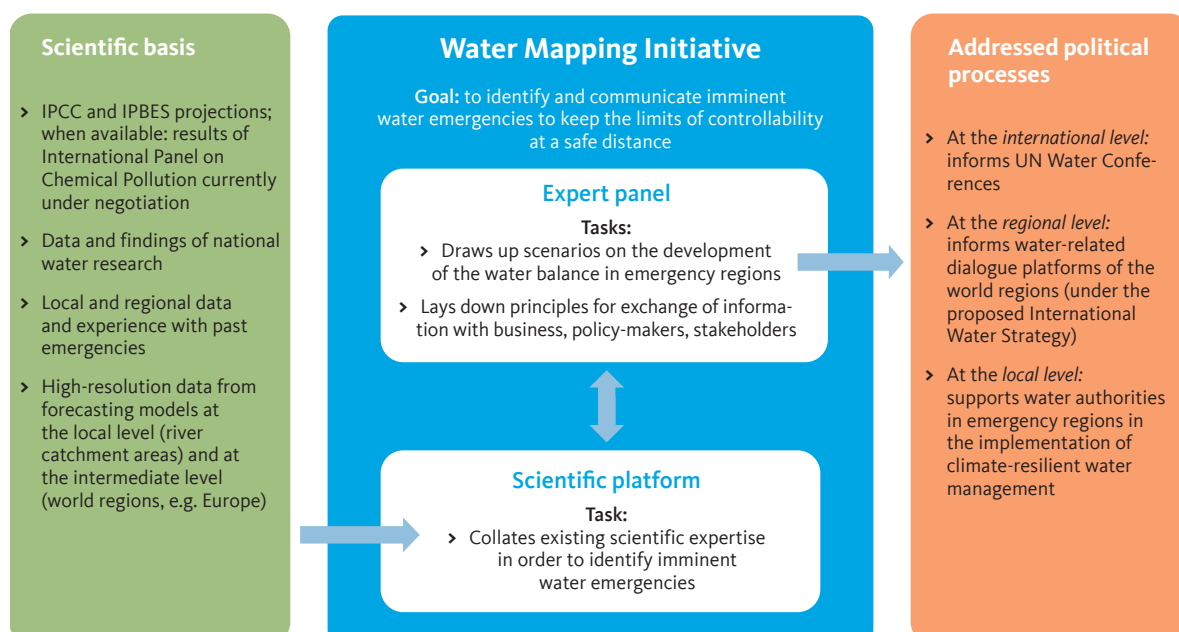 Scientific basis
> IPCC and IPBES projections;
when available: results of
International Panel on
Chemical Pollution currently
under negotiation
> Data and findings of national
water research
> Local and regional data
and experience with past
emergencies
> High-resolution data from
forecasting models at
the local level (river
catchment areas) and at
the intermediate level
(world regions, e.g. Europe)
Water Mapping Initiative
Goal: to identify and communicate imminent
water emergencies to keep the limits of controllability
at a safe distance
Expert panel
Tasks:
> Draws up scenarios on the development
of the water balance in emergency regions
> Lays down principles for exchange of informa-
tion with business, policy-makers, stakeholders
Scientific platform
Task:
> Collates existing scientific expertise
in order to identify imminent
water emergencies
Addressed political
processes
> At the international level:
informs UN Water Confe-
rences
> At the regional level:
informs water-related
dialogue platforms of the
world regions (under the
proposed International
Water Strategy)
> At the local level:
supports water authorities
in emergency regions in
the implementation of
climate-resilient water
management